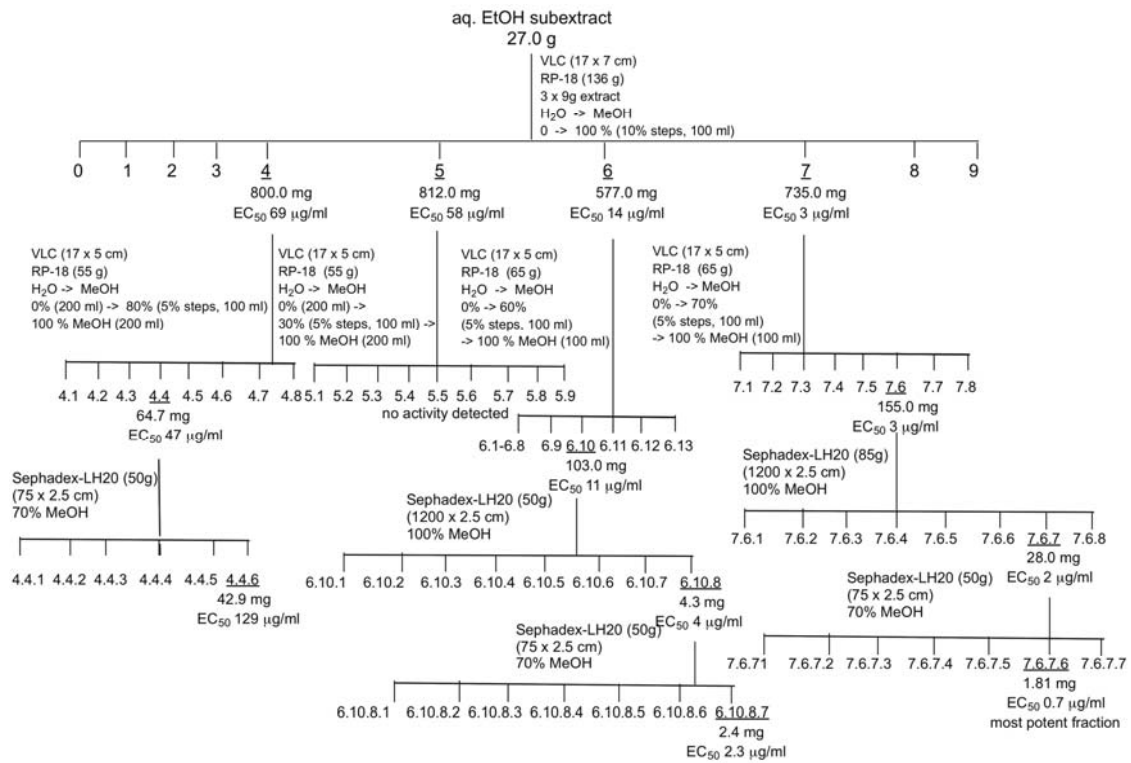 aq. EtOH subextract
27.0 g
VLC (17 x 7 cm)
RP-18 (136 g)
3 x 9g extract
H₂O -> MeOH
0 -> 100 % (10% steps, 100 ml)
0 1 2 3 4 5 6 7 8 9
800.0 mg
EC₅₀ 69 µg/ml
812.0 mg
EC₅₀ 58 µg/ml
577.0 mg
EC₅₀ 14 µg/ml
735.0 mg
EC₅₀ 3 µg/ml
VLC (17 x 5 cm)
RP-18 (55 g)
H₂O -> MeOH
0% (200 ml) -> 80% (5% steps, 100 ml)
100 % MeOH (200 ml)
VLC (17 x 5 cm)
RP-18 (55 g)
H₂O -> MeOH
0% (200 ml) ->
30% (5% steps, 100 ml) ->
100 % MeOH (200 ml)
VLC (17 x 5 cm)
RP-18 (65 g)
H₂O -> MeOH
0% -> 60%
(5% steps, 100 ml)
-> 100 % MeOH (100 ml)
VLC (17 x 5 cm)
RP-18 (65 g)
H₂O -> MeOH
0% -> 70%
(5% steps, 100 ml)
-> 100 % MeOH (100 ml)
4.1 4.2 4.3 4.4 4.5 4.6 4.7 4.8
64.7 mg
EC₅₀ 47 µg/ml
5.1 5.2 5.3 5.4 5.5 5.6 5.7 5.8 5.9
no activity detected
6.1-6.8 6.9 6.10 6.11 6.12 6.13
103.0 mg
EC₅₀ 11 µg/ml
7.1 7.2 7.3 7.4 7.5 7.6 7.7 7.8
155.0 mg
EC₅₀ 3 µg/ml
Sephadex-LH20 (50g)
(75 x 2.5 cm)
70% MeOH
4.4.1 4.4.2 4.4.3 4.4.4 4.4.5 4.4.6
42.9 mg
EC₅₀ 129 µg/ml
Sephadex-LH20 (50g)
(1200 x 2.5 cm)
100% MeOH
6.10.1 6.10.2 6.10.3 6.10.4 6.10.5 6.10.6 6.10.7 6.10.8
4.3 mg
EC₅₀ 4 µg/ml
Sephadex-LH20 (85g)
(1200 x 2.5 cm)
100% MeOH
7.6.1 7.6.2 7.6.3 7.6.4 7.6.5 7.6.6 7.6.7 7.6.8
28.0 mg
EC₅₀ 2 µg/ml
Sephadex-LH20 (50g)
(75 x 2.5 cm)
70% MeOH
6.10.8.1 6.10.8.2 6.10.8.3 6.10.8.4 6.10.8.5 6.10.8.6 6.10.8.7
2.4 mg
EC₅₀ 2.3 µg/ml
Sephadex-LH20 (50g)
(75 x 2.5 cm)
70% MeOH
7.6.71 7.6.7.2 7.6.7.3 7.6.7.4 7.6.7.5 7.6.7.6 7.6.7.7
1.81 mg
EC₅₀ 0.7 µg/ml
most potent fraction